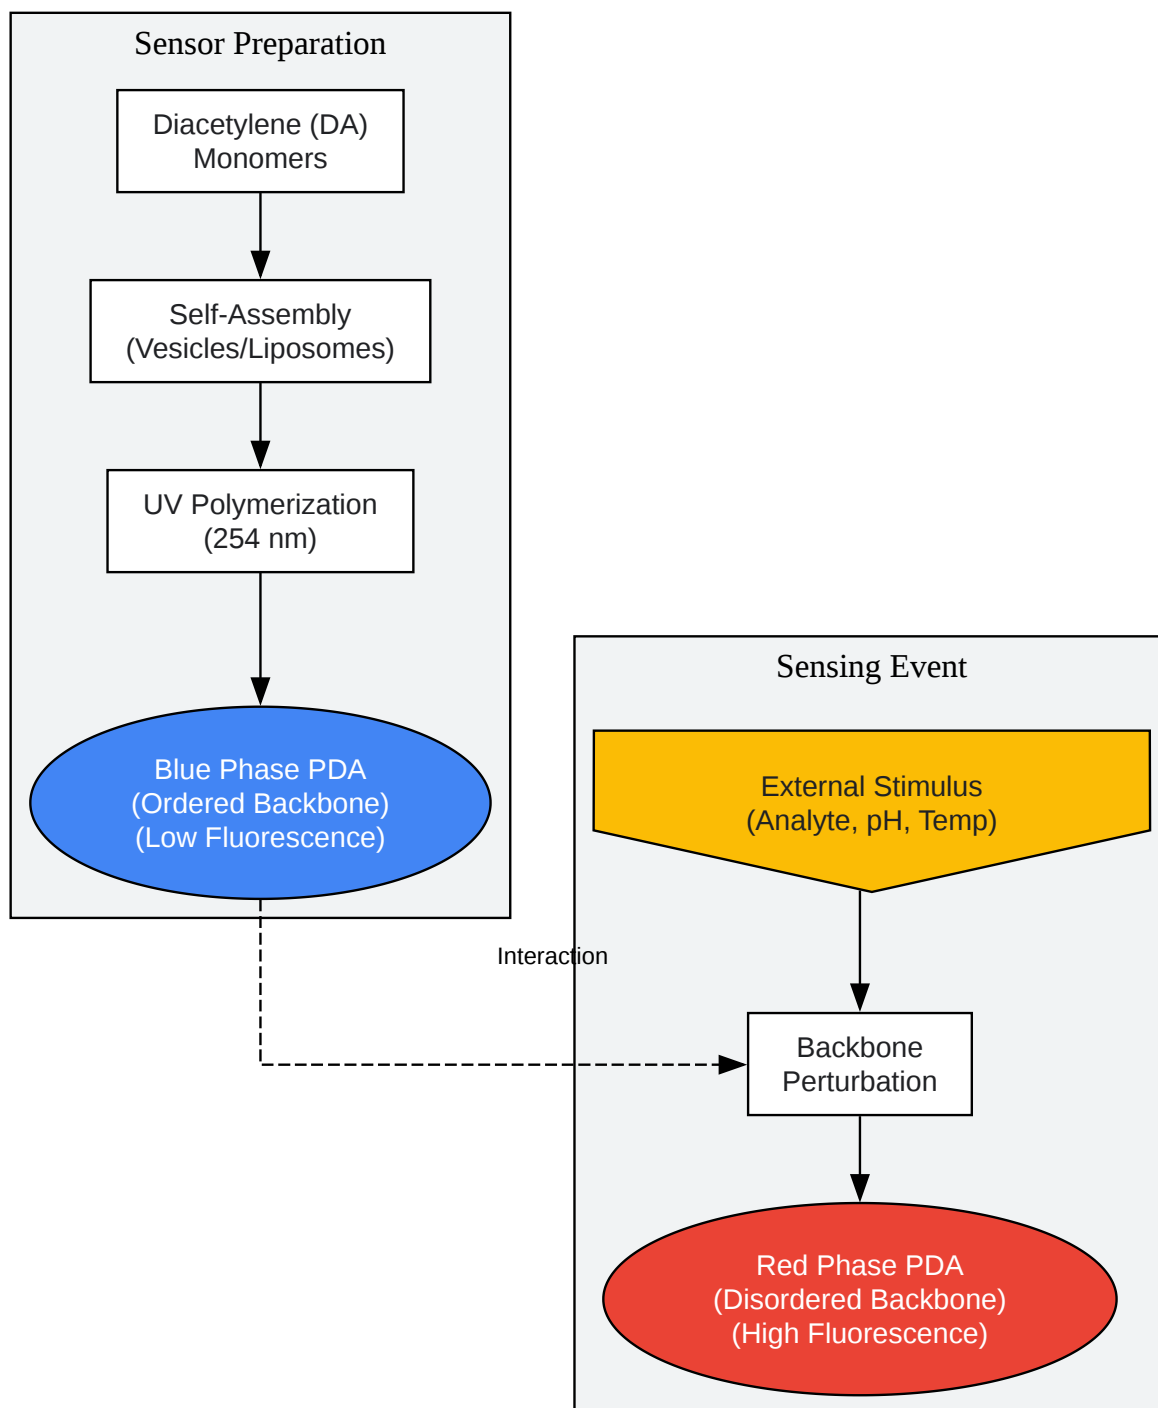 Sensor Preparation
Diacetylene (DA)
Monomers
Self-Assembly
(Vesicles/Liposomes)
UV Polymerization
(254 nm)
Blue Phase PDA
(Ordered Backbone)
(Low Fluorescence)
Interaction
Sensing Event
External Stimulus
(Analyte, pH, Temp)
Backbone
Perturbation
Red Phase PDA
(Disordered Backbone)
(High Fluorescence)